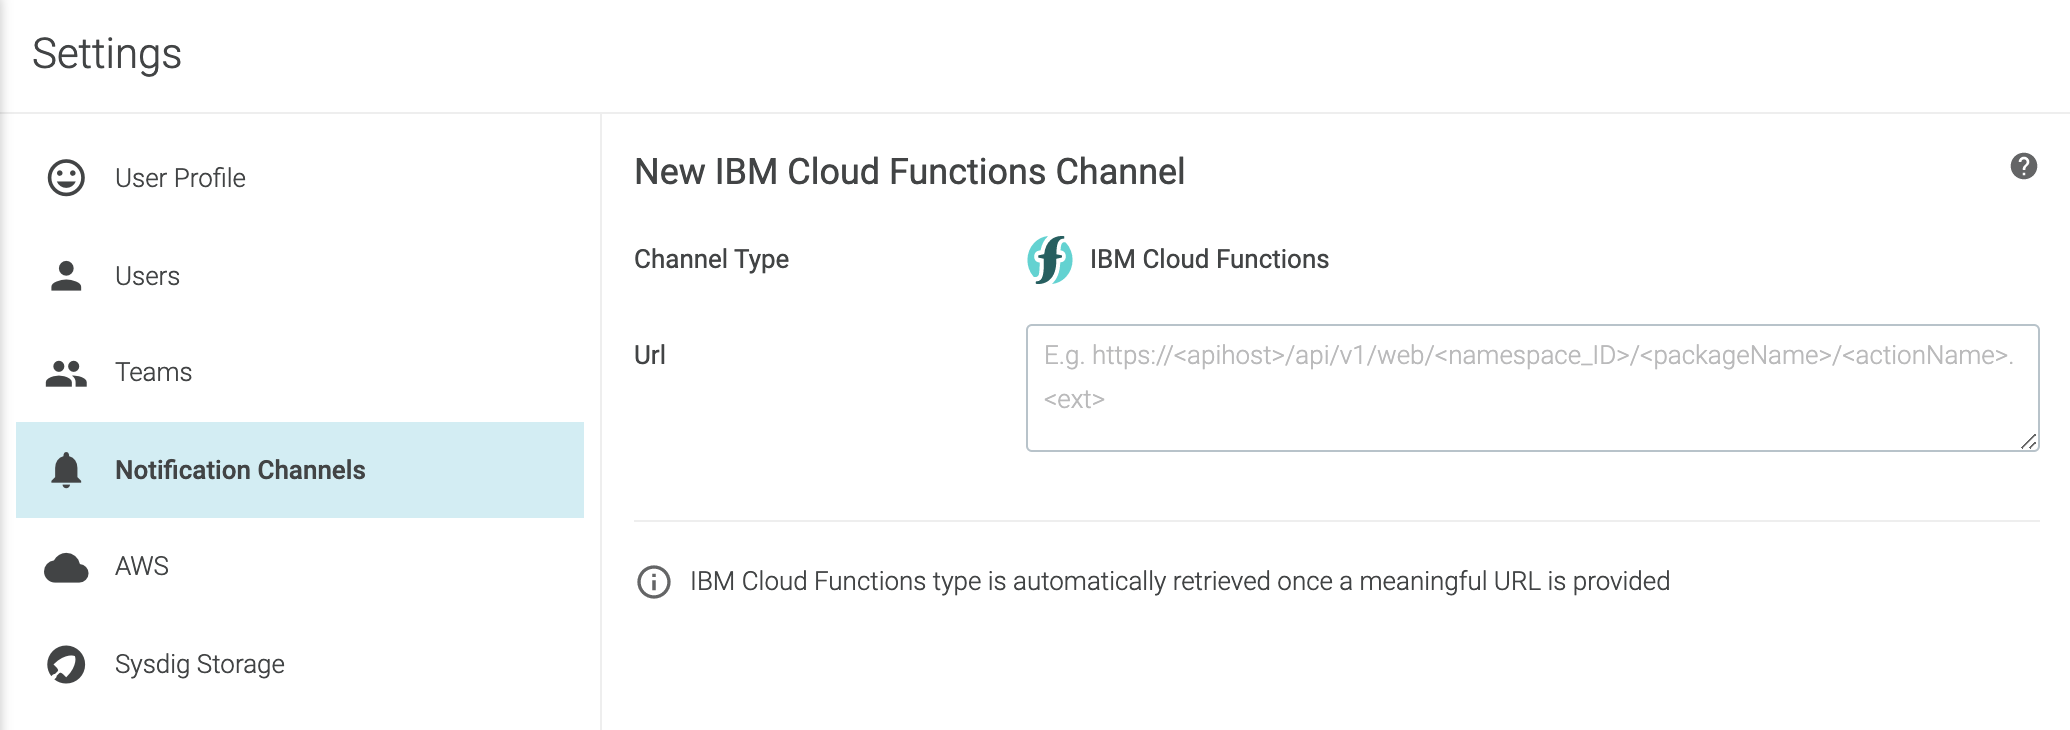 Settings
User Profile
Users
Teams
Notification Channels
AWS
Sysdig Storage
New IBM Cloud Functions Channel
Channel Type
IBM Cloud Functions
Url
E.g. https://<apihost>/api/v1/web/<namespace_ID>/<packageName>/<actionName>.
<ext>
IBM Cloud Functions type is automatically retrieved once a meaningful URL is provided